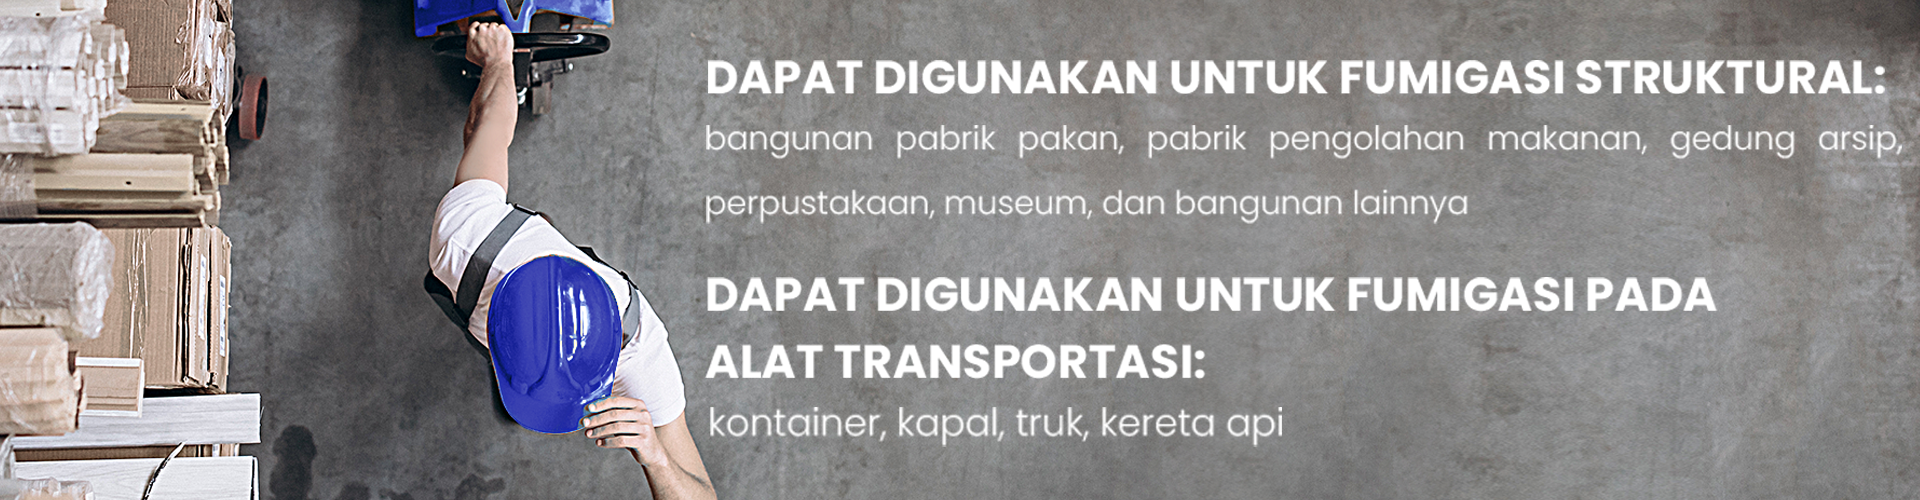 DAPAT DIGUNAKAN UNTUK FUMIGASI STRUKTURAL:
bangunan pabrik pakan, pabrik pengolahan makanan, gedung arsip,
perpustakaan, museum, dan bangunan lainnya
DAPAT DIGUNAKAN UNTUK FUMIGASI PADA
ALAT TRANSPORTASI:
kontainer, kapal, truk, kereta api